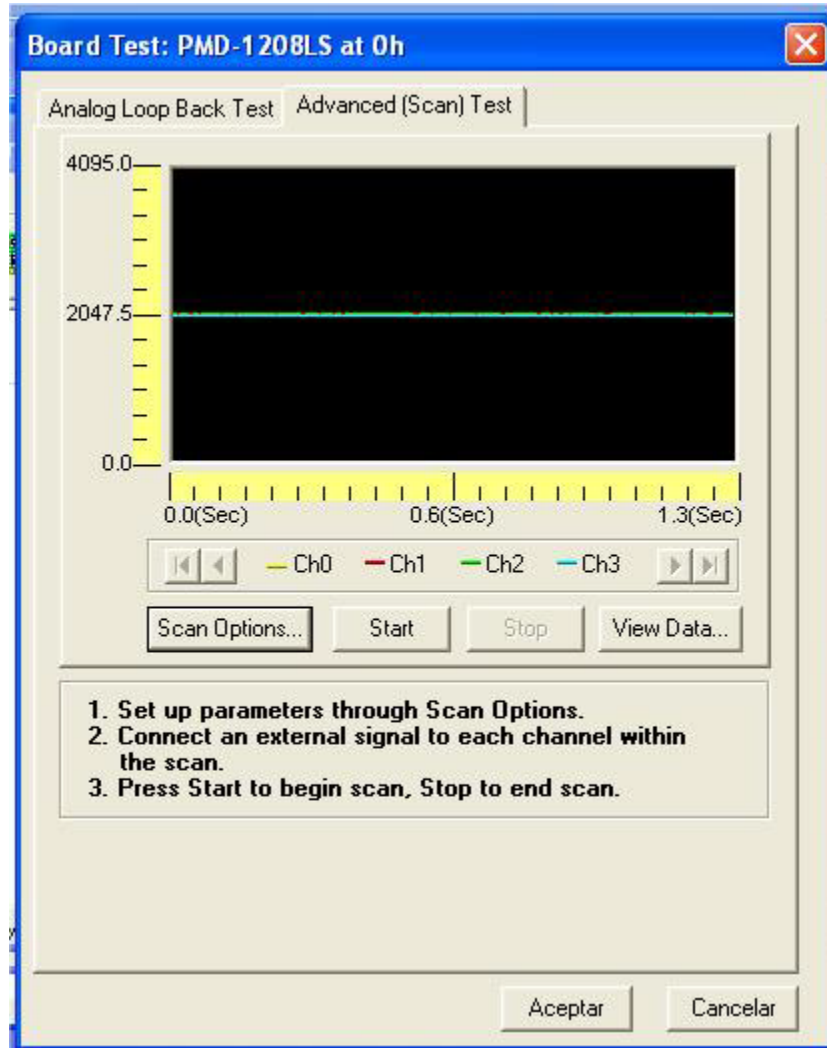 Board Test: PMD-1208LS at 0h
Analog Loop Back Test
Advanced (Scan) Test
4095.0
2047.5
0.0
0.0(Sec)
0.6(Sec)
1.3(Sec)
Ch0
Ch1
Ch2
Ch3
Scan Options...
Start
Stop
View Data...
1. Set up parameters through Scan Options.
2. Connect an external signal to each channel within
the scan.
3. Press Start to begin scan, Stop to end scan.
Aceptar
Cancelar